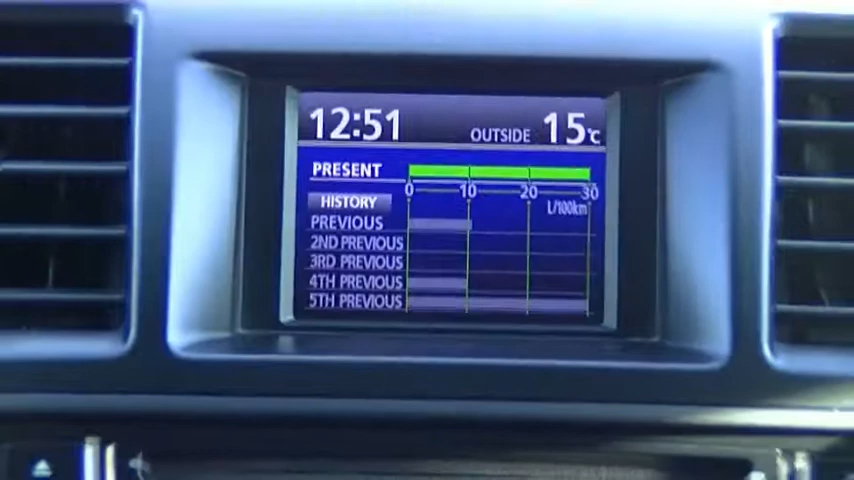 12:51 OUTSIDE 15℃
PRESENT
0 10 20 30
HISTORY L/100km
PREVIOUS
2ND PREVIOUS
3RD PREVIOUS
4TH PREVIOUS
5TH PREVIOUS